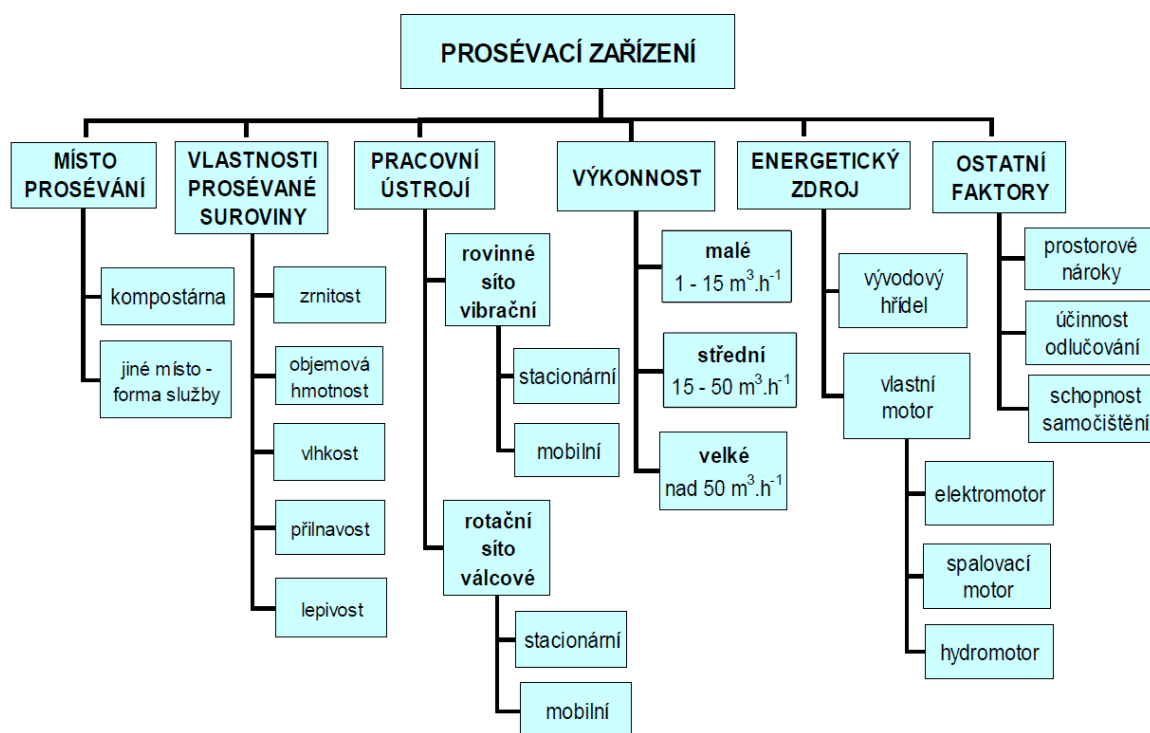 PROSÉVACÍ ZAŘÍZENÍ
MÍSTO
PROSÉVÁNÍ
kompostárna
jiné místo -
forma služby
VLASTNOSTI
PROSÉVANÉ
SUROVINY
zrnitost
objemová
hmotnost
vlhkost
přilnavost
lepivost
PRACOVNÍ
ÚSTROJÍ
rovinné
síto
vibrační
stacionární
mobilní
rotační
síto
válcové
stacionární
mobilní
VÝKONNOST
malé
1 - 15 m³.h⁻¹
střední
15 - 50 m³.h⁻¹
velké
nad 50 m³.h⁻¹
ENERGETICKÝ
ZDROJ
vývodový
hřídel
vlastní
motor
elektromotor
spalovací
motor
hydromotor
OSTATNÍ
FAKTORY
prostorové
nároky
účinnost
odlučování
schopnost
samočištění